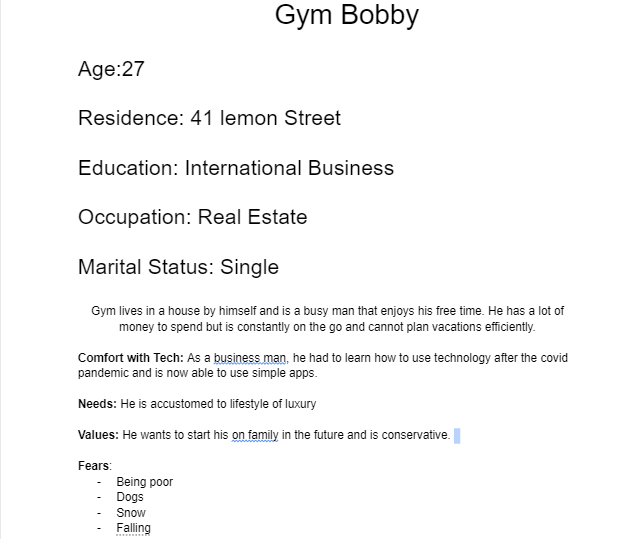 Gym Bobby
Age:27
Residence: 41 lemon Street
Education: International Business
Occupation: Real Estate
Marital Status: Single
Gym lives in a house by himself and is a busy man that enjoys his free time. He has a lot of
money to spend but is constantly on the go and cannot plan vacations efficiently.
Comfort with Tech: As a business man, he had to learn how to use technology after the covid
pandemic and is now able to use simple apps.
Needs: He is accustomed to lifestyle of luxury
Values: He wants to start his on family in the future and is conservative.
Fears:
- Being poor
- Dogs
- Snow
- Falling